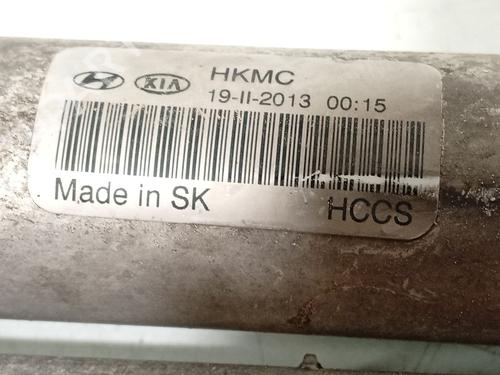 KIA HKMC
19-II-2013 00:15
Made in SK HCCS